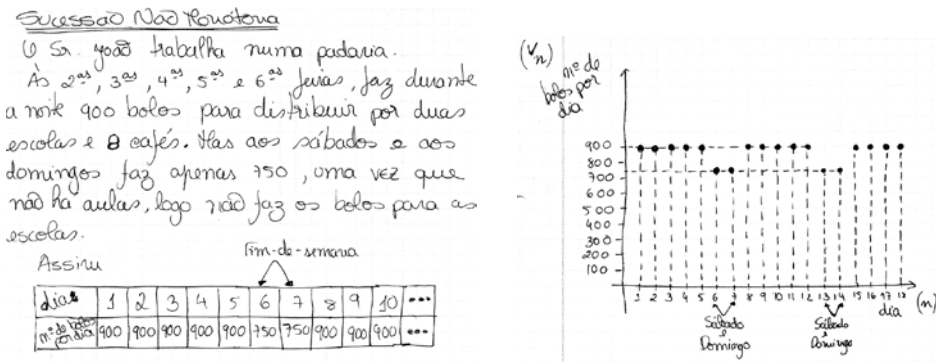 Sucessão Não Monótona
O Sr. João trabalha numa padaria.
Às 2ªs, 3ªs, 4ªs, 5ªs e 6ªs feiras, faz durante
a noite 900 bolos para distribuir por duas
escolas e 8 cafés. Mas aos sábados e aos
domingos faz apenas 750, uma vez que
não há aulas, logo não faz os bolos para as
escolas.
Assim
Fim-de-semana
dias 1 2 3 4 5 6 7 8 9 10 ...
nº de bolos por dia 900 900 900 900 900 750 750 900 900 900 ...
(Vn)
nº de
bolos por
dia
900
800
700
500
400
300
200
100
1 2 3 4 5 6 7 8 9 10 11 12 13 14 15 16 17 18 (n)
dia
Sábado e Domingo
Sábado e Domingo